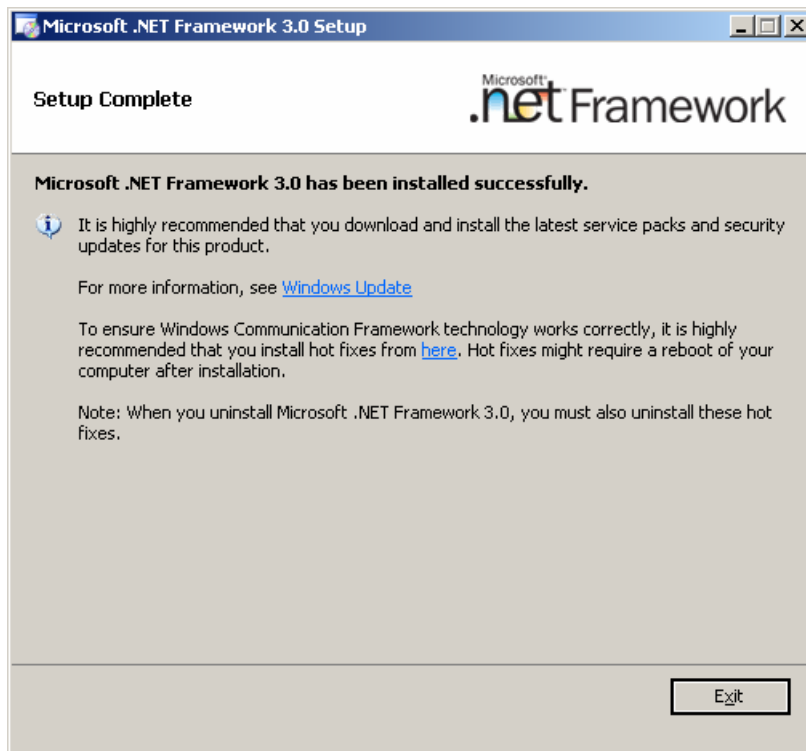 Microsoft .NET Framework 3.0 Setup
Setup Complete
Microsoft
.net Framework
Microsoft .NET Framework 3.0 has been installed successfully.
It is highly recommended that you download and install the latest service packs and security
updates for this product.
For more information, see Windows Update
To ensure Windows Communication Framework technology works correctly, it is highly
recommended that you install hot fixes from here. Hot fixes might require a reboot of your
computer after installation.
Note: When you uninstall Microsoft .NET Framework 3.0, you must also uninstall these hot
fixes.
Exit